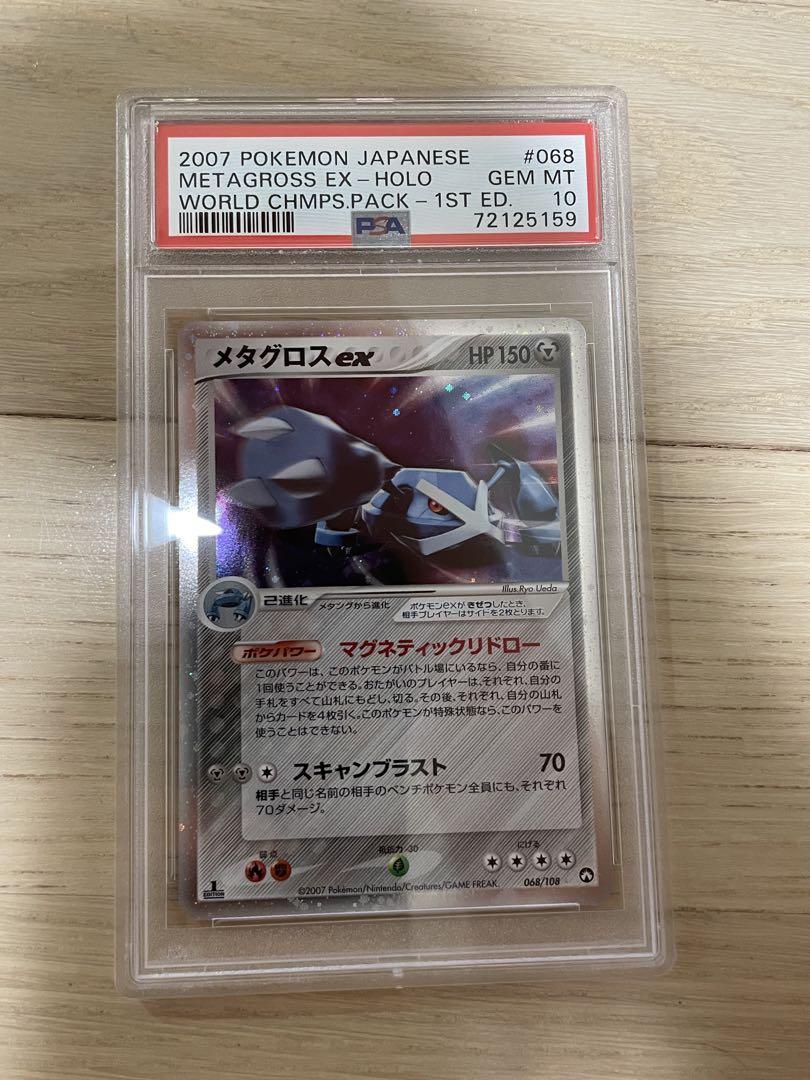 2007 POKEMON JAPANESE #068
METAGROSS EX-HOLO GEM MT
WORLD CHMPS.PACK-1ST ED. 10
PSA 72125159
メタグロスex HP150
Illus.Ryo Ueda
2進化 メタングから進化
ポケモンexがきぜつしたとき、
相手プレイヤーはサイドを2枚とります。
ポケパワー マグネティックリドロー
このパワーは、このポケモンがバトル場にいるなら、自分の番に
1回使うことができる。おたがいのプレイヤーは、それぞれ、自分の
手札をすべて山札にもどし、切る。その後、それぞれ、自分の山札
からカードを4枚引く。このポケモンが特殊状態なら、このパワーを
使うことはできない。
スキャンブラスト 70
相手と同じ名前の相手のベンチポケモン全員にも、それぞれ
70ダメージ。
弱点 抵抗力 -30 にげる
1 EDITION
©2007 Pokémon/Nintendo/Creatures/GAME FREAK. 068/108